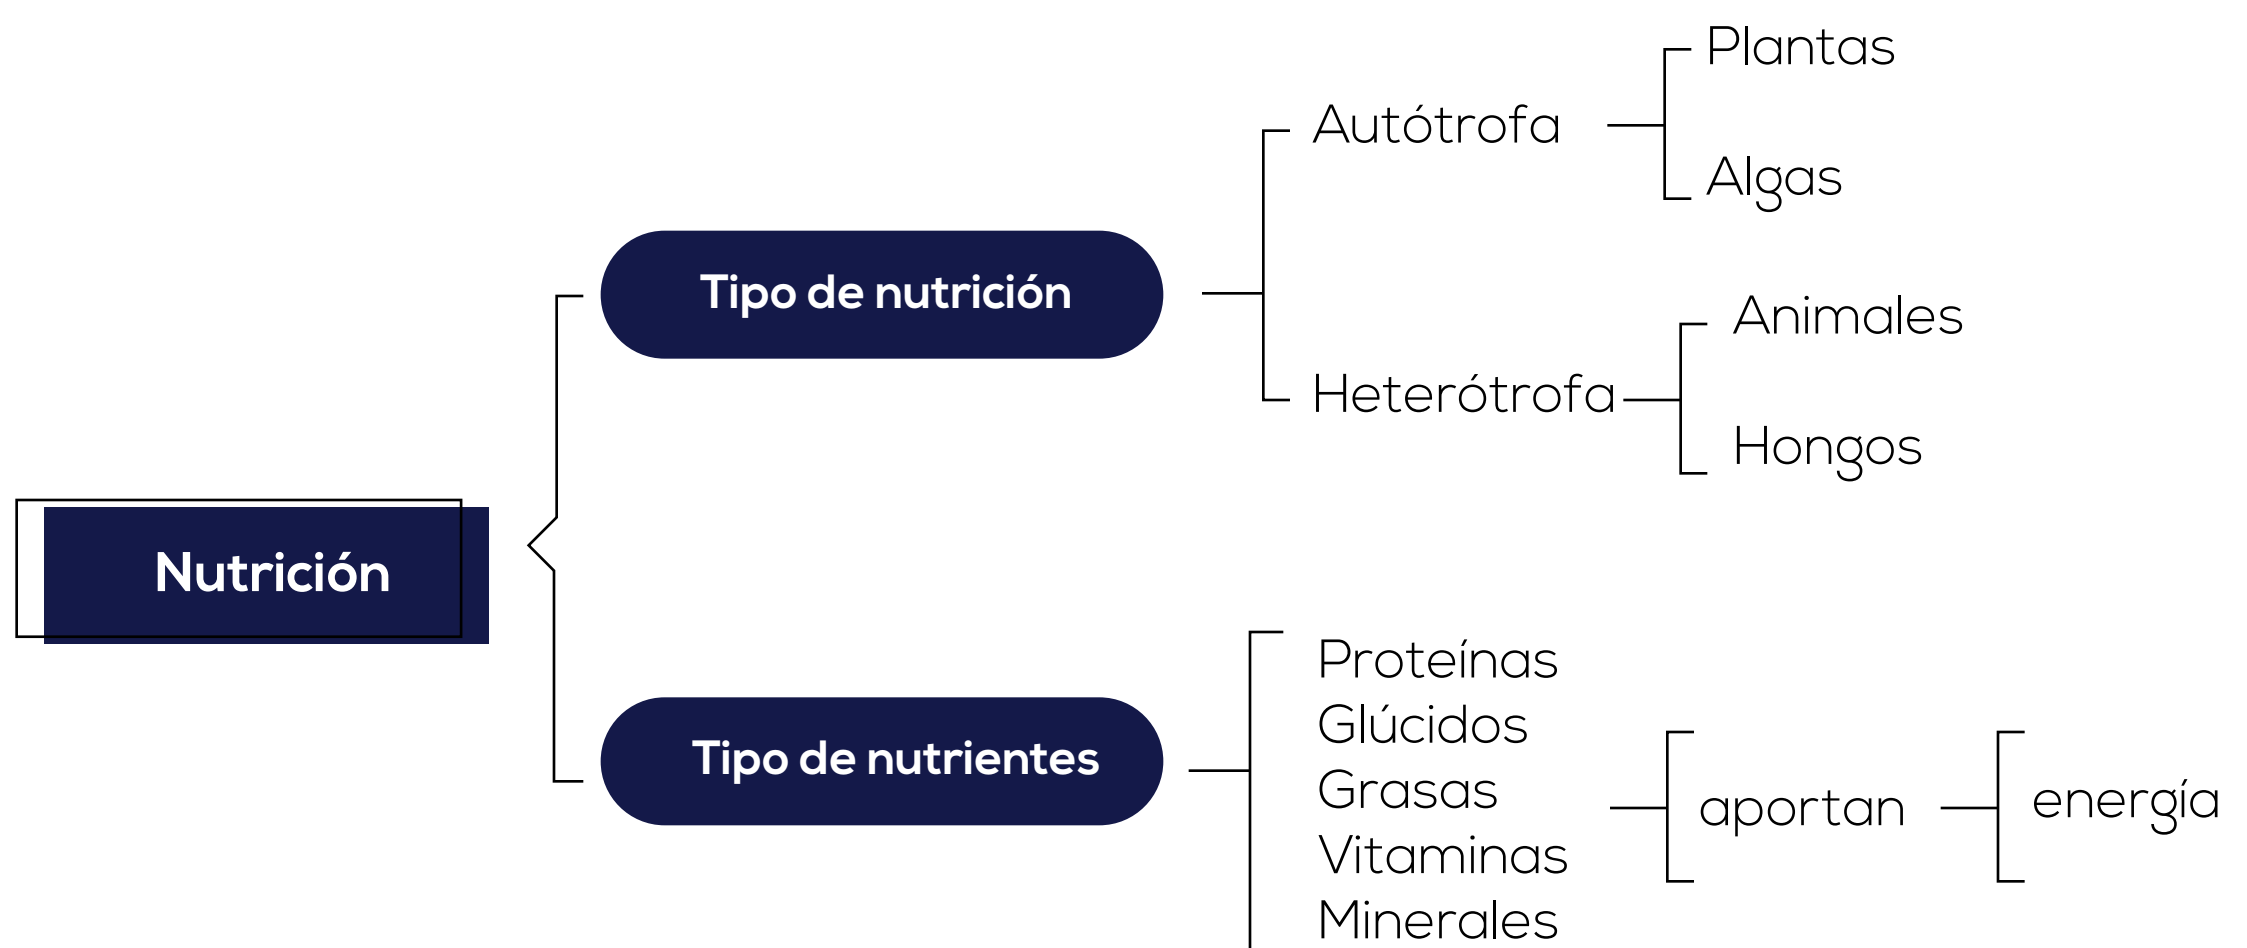 Nutrición
Tipo de nutrición
Autótrofa
Plantas
Algas
Heterótrofa
Animales
Hongos
Tipo de nutrientes
Proteínas
Glúcidos
Grasas
Vitaminas
Minerales
aportan
energía